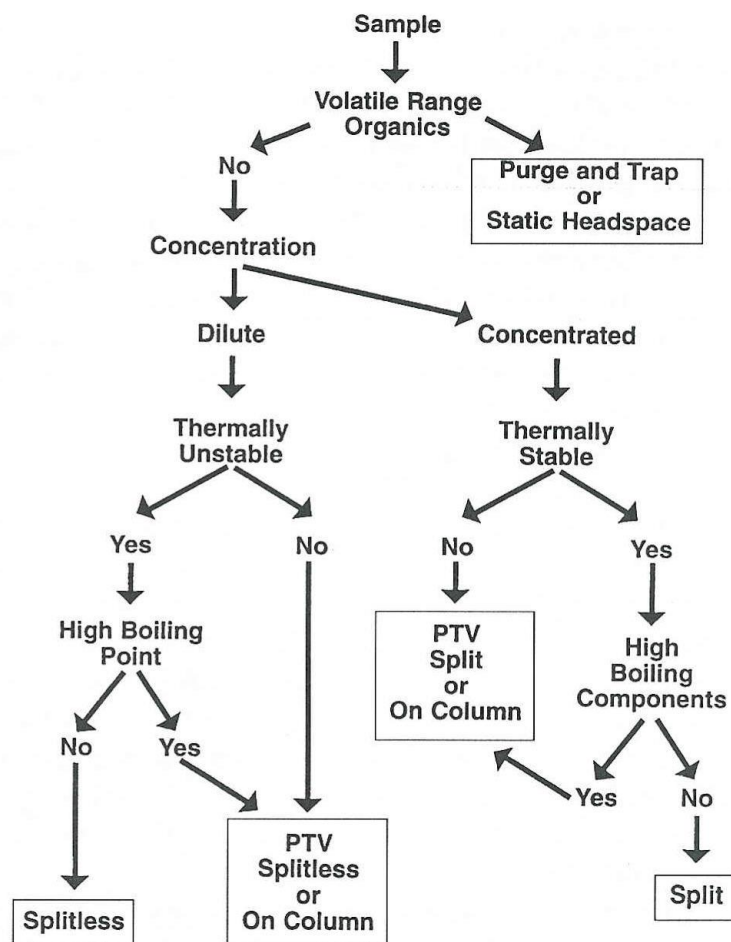 Sample
Volatile Range
Organics
No
Purge and Trap
or
Static Headspace
Concentration
Dilute
Concentrated
Thermally
Unstable
Thermally
Stable
Yes
No
No
Yes
High Boiling
Point
PTV
Split
or
On Column
High
Boiling
Components
No
Yes
Yes
No
PTV
Splitless
or
On Column
Splitless
Split